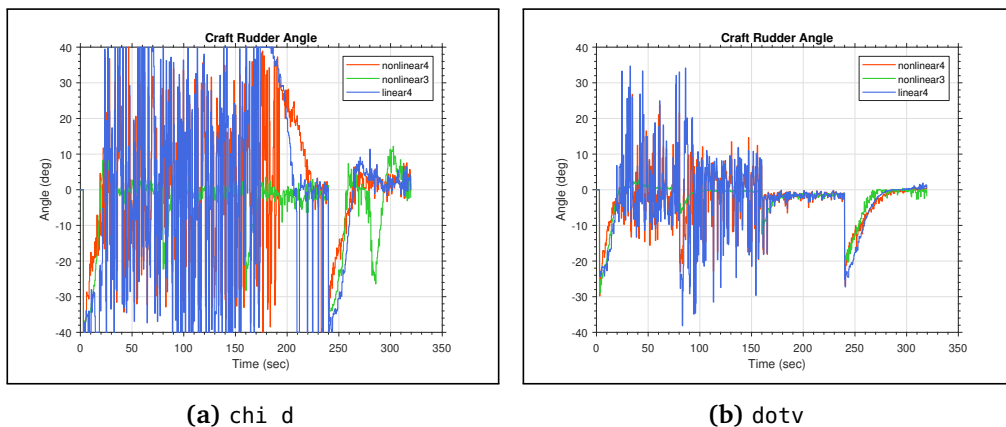 Craft Rudder Angle
40
30
20
10
0
-10
-20
-30
-40
Angle (deg)
nonlinear4
nonlinear3
linear4
0 50 100 150 200 250 300 350
Time (sec)
(a) chi d
Craft Rudder Angle
40
30
20
10
0
-10
-20
-30
-40
Angle (deg)
nonlinear4
nonlinear3
linear4
0 50 100 150 200 250 300 350
Time (sec)
(b) dotv